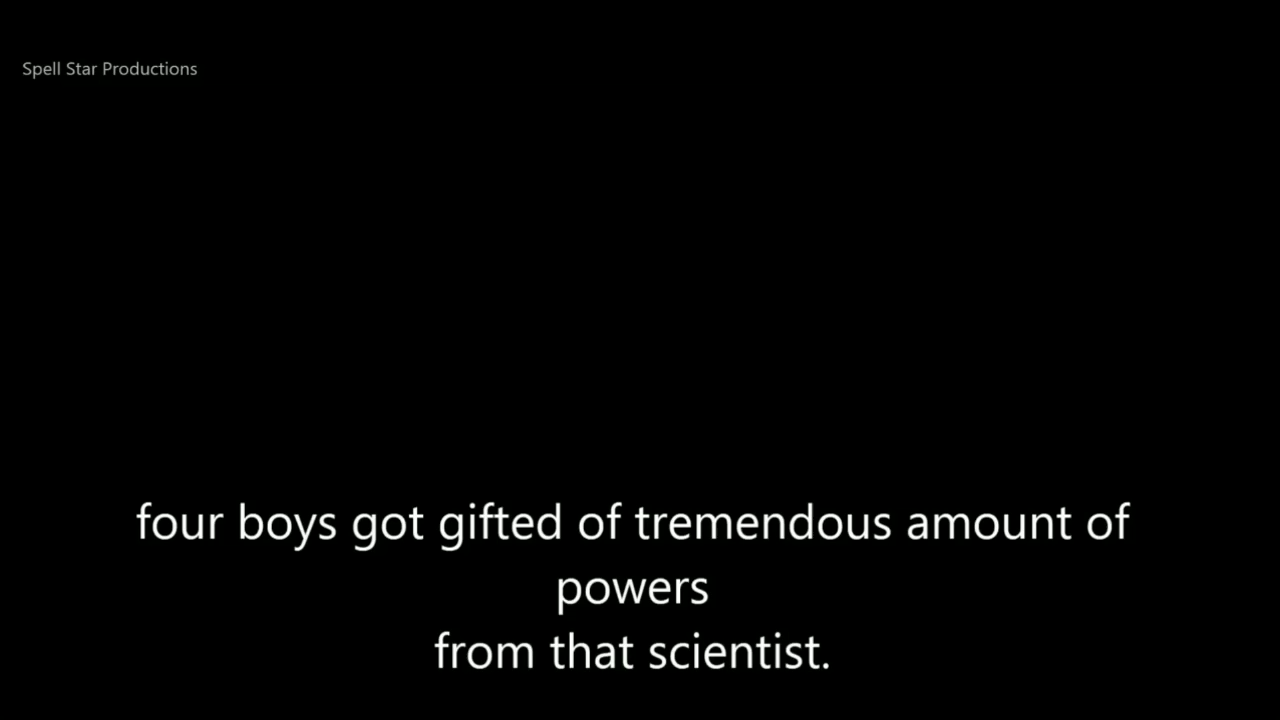 Spell Star Productions
four boys got gifted of tremendous amount of
powers
from that scientist.